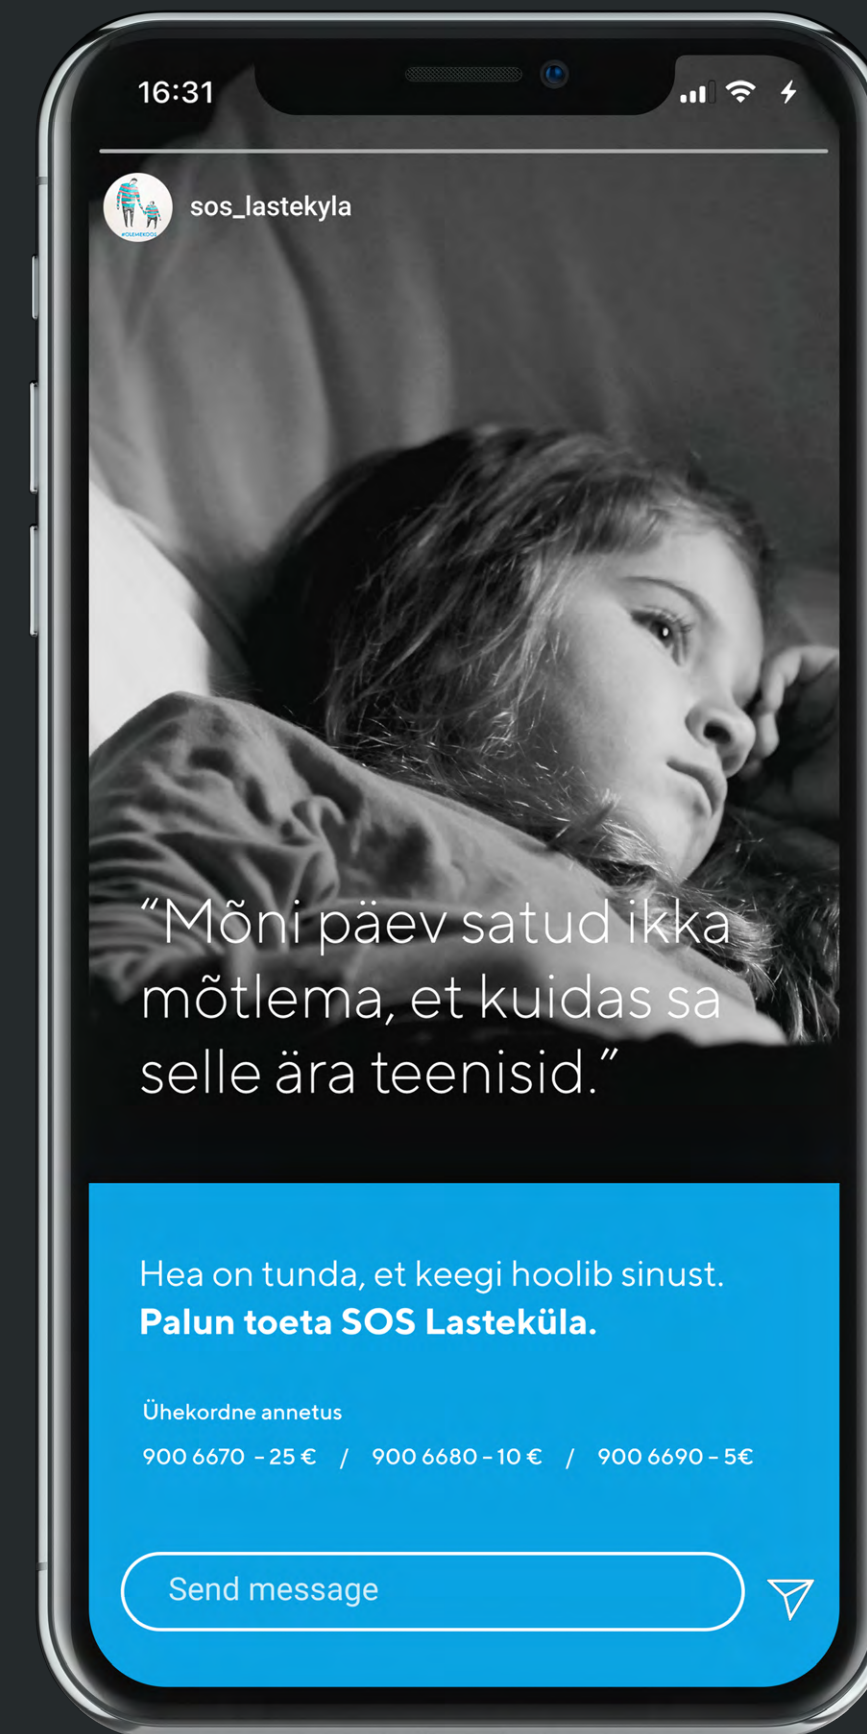 16:31
sos_lastekyla
#OLEMEKOOS
“Mõni päev satud ikka
mõtlema, et kuidas sa
selle ära teenisid.”
Hea on tunda, et keegi hoolib sinust.
Palun toeta SOS Lasteküla.
Ühekordne annetus
900 6670 – 25 € / 900 6680 – 10 € / 900 6690 – 5€
Send message